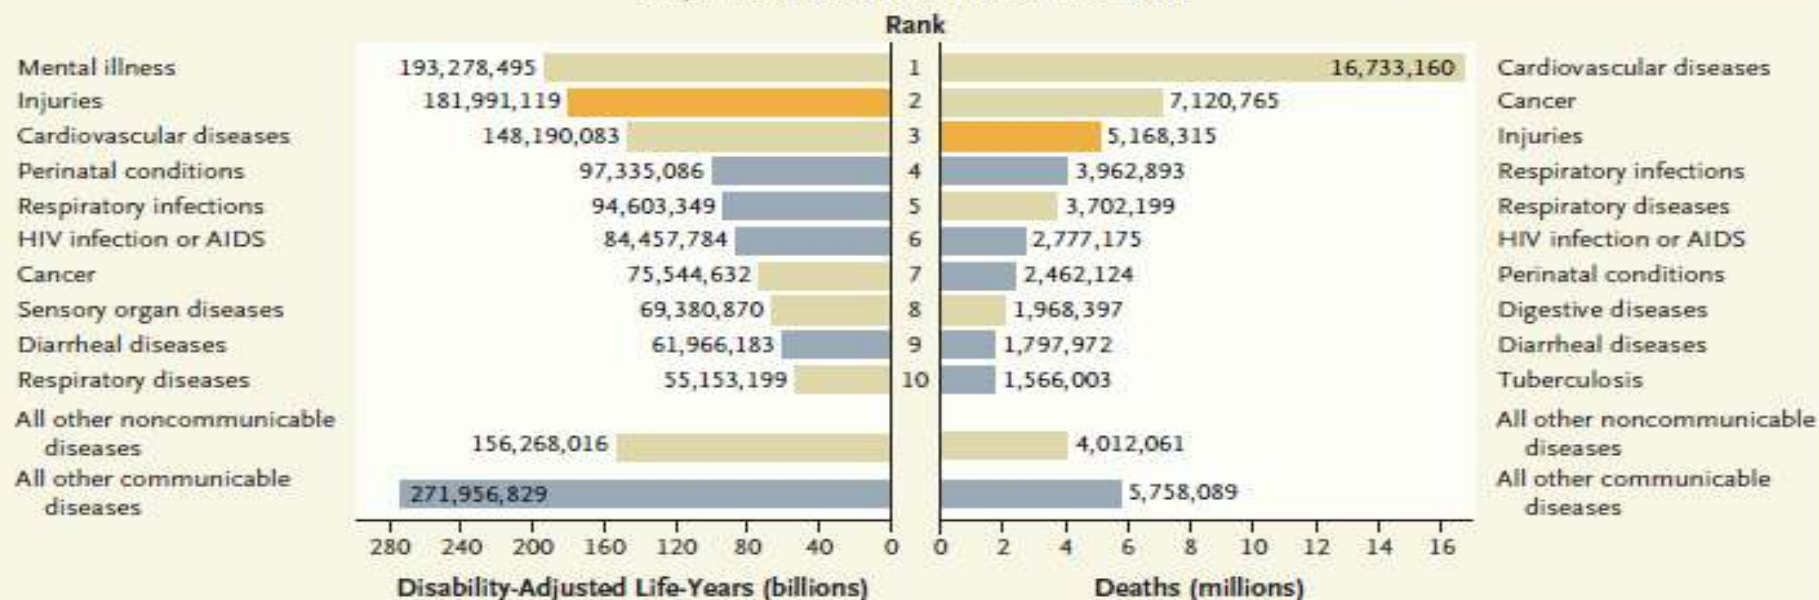 Rank
Mental illness 193,278,495 1 16,733,160 Cardiovascular diseases
Injuries 181,991,119 2 7,120,765 Cancer
Cardiovascular diseases 148,190,083 3 5,168,315 Injuries
Perinatal conditions 97,335,086 4 3,962,893 Respiratory infections
Respiratory infections 94,603,349 5 3,702,199 Respiratory diseases
HIV infection or AIDS 84,457,784 6 2,777,175 HIV infection or AIDS
Cancer 75,544,632 7 2,462,124 Perinatal conditions
Sensory organ diseases 69,380,870 8 1,968,397 Digestive diseases
Diarrheal diseases 61,966,183 9 1,797,972 Diarrheal diseases
Respiratory diseases 55,153,199 10 1,566,003 Tuberculosis
All other noncommunicable All other noncommunicable
diseases 156,268,016 4,012,061 diseases
All other communicable All other communicable
271,956,829 5,758,089
diseases diseases
280 240 200 160 120 80 40 0 0 2 4 6 8 10 12 14 16
Disability-Adjusted Life-Years (billions) Deaths (millions)